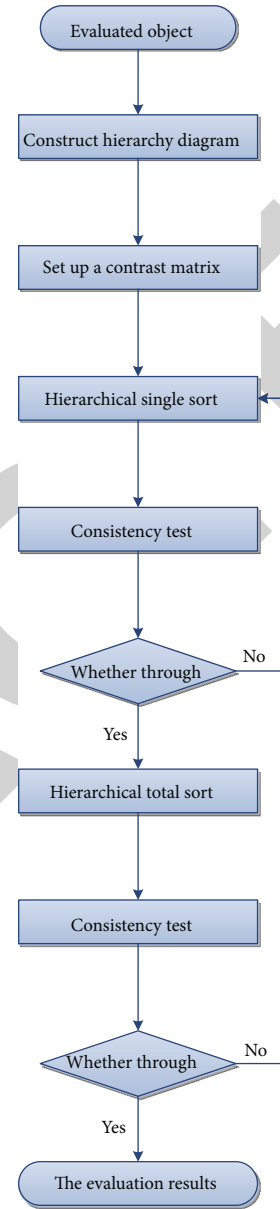 Evaluated object
Construct hierarchy diagram
Set up a contrast matrix
Hierarchical single sort
Consistency test
Whether through
No
Yes
Hierarchical total sort
Consistency test
Whether through
No
Yes
The evaluation results